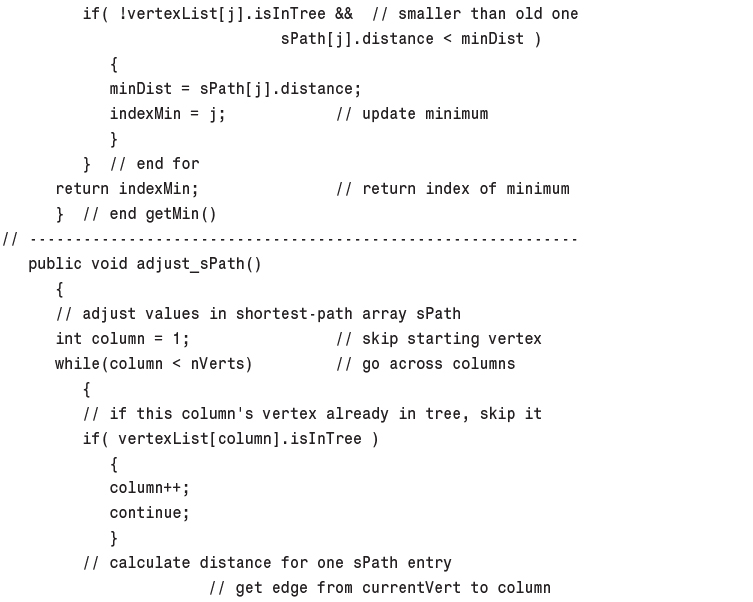 if( !vertexList[j].isInTree &&  // smaller than old one
sPath[j].distance < minDist )
{
minDist = sPath[j].distance;
indexMin = j;            // update minimum
}
}  // end for
return indexMin;               // return index of minimum
}  // end getMin()
// -------------------------------------------------------------
public void adjust_sPath()
{
// adjust values in shortest-path array sPath
int column = 1;                // skip starting vertex
while(column < nVerts)         // go across columns
{
// if this column's vertex already in tree, skip it
if( vertexList[column].isInTree )
{
column++;
continue;
}
// calculate distance for one sPath entry
// get edge from currentVert to column